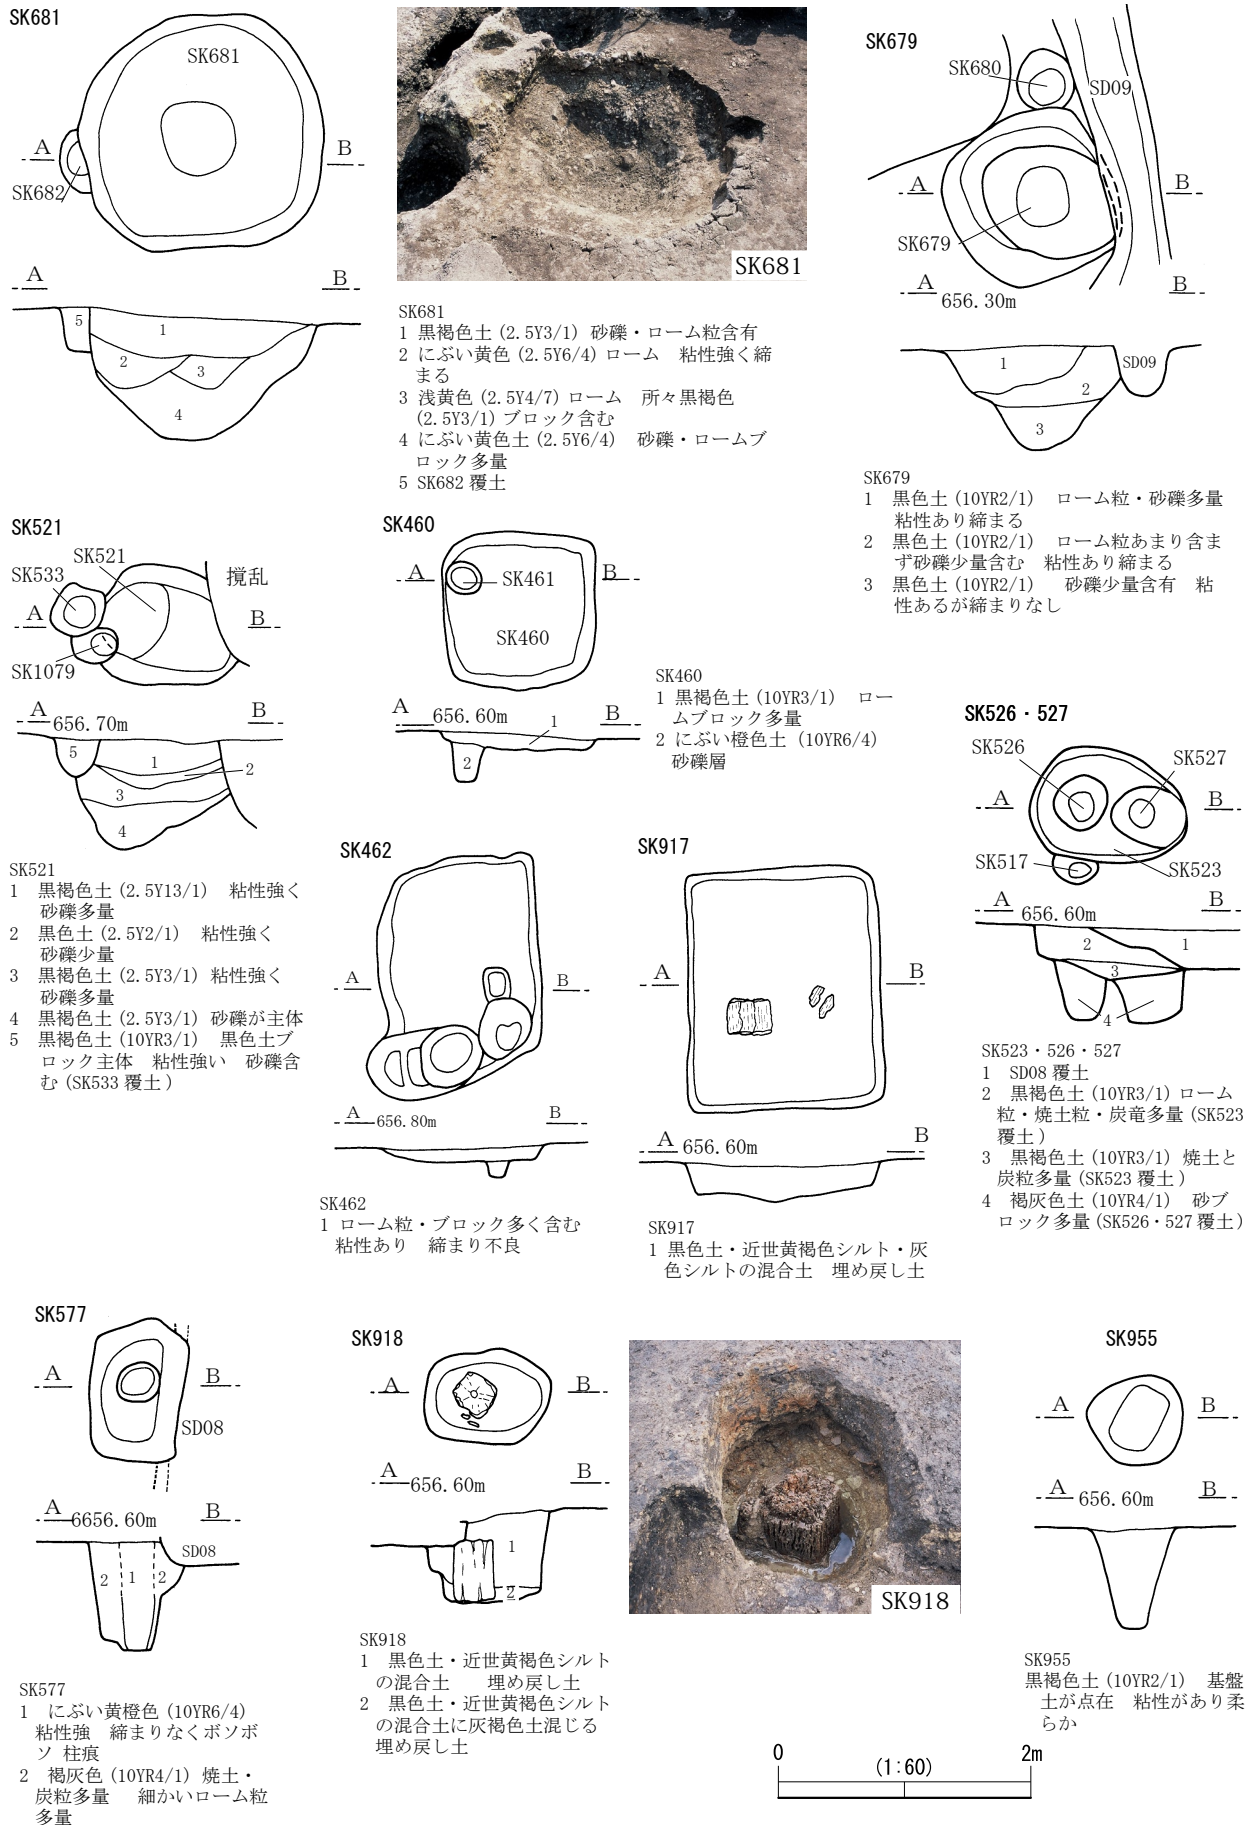 SK681
SK681
A
B
SK682
A
B
5
1
2
3
4
SK681
SK681
1 黒褐色土(2.5Y3/1) 砂礫・ローム粒含有
2 にぶい黄色(2.5Y6/4) ローム 粘性強く締
まる
3 浅黄色(2.5Y4/7) ローム 所々黒褐色
(2.5Y3/1) ブロック含む
4 にぶい黄色土(2.5Y6/4) 砂礫・ロームブ
ロック多量
5 SK682 覆土
SK679
SK680
SD09
A
B
SK679
A
B
656.30m
1
2
3
SD09
SK679
1 黒色土(10YR2/1) ローム粒・砂礫多量
粘性あり締まる
2 黒色土(10YR2/1) ローム粒あまり含ま
ず砂礫少量含む 粘性あり締まる
3 黒色土(10YR2/1) 砂礫少量含有 粘
性あるが締まりなし
SK521
SK521
SK533
撹乱
A
B
SK1079
A
B
656.70m
5
1
2
3
4
SK521
1 黒褐色土(2.5Y13/1) 粘性強く
砂礫多量
2 黒色土(2.5Y2/1) 粘性強く
砂礫少量
3 黒褐色土(2.5Y3/1) 粘性強く
砂礫多量
4 黒褐色土(2.5Y3/1) 砂礫が主体
5 黒褐色土(10YR3/1) 黒色土ブ
ロック主体 粘性強い 砂礫含
む(SK533 覆土)
SK460
A
B
SK461
SK460
A
B
656.60m
1
2
SK460
1 黒褐色土(10YR3/1) ロー
ムブロック多量
2 にぶい橙色土(10YR6/4)
砂礫層
SK526・527
SK526
SK527
A
B
SK517
SK523
A
B
656.60m
2
1
3
4
SK523・526・527
1 SD08 覆土
2 黒褐色土(10YR3/1) ローム
粒・焼土粒・炭竜多量(SK523
覆土)
3 黒褐色土(10YR3/1) 焼土と
炭粒多量(SK523 覆土)
4 褐灰色土(10YR4/1) 砂ブ
ロック多量(SK526・527 覆土)
SK462
A
B
A
B
656.80m
SK462
1 ローム粒・ブロック多く含む
粘性あり 締まり不良
SK917
A
B
A
B
656.60m
SK917
1 黒色土・近世黄褐色シルト・灰
色シルトの混合土 埋め戻し土
SK577
A
B
SD08
A
B
6656.60m
SD08
2
1
2
SK577
1 にぶい黄橙色(10YR6/4)
粘性強 締まりなくボソボ
ソ 柱痕
2 褐灰色(10YR4/1) 焼土・
炭粒多量 細かいローム粒
多量
SK918
A
B
A
B
656.60m
1
2
SK918
1 黒色土・近世黄褐色シルト
の混合土 埋め戻し土
2 黒色土・近世黄褐色シルト
の混合土に灰褐色土混じる
埋め戻し土
SK918
SK955
A
B
A
B
656.60m
SK955
黒褐色土(10YR2/1) 基盤
土が点在 粘性があり柔
らか
0
(1:60)
2m